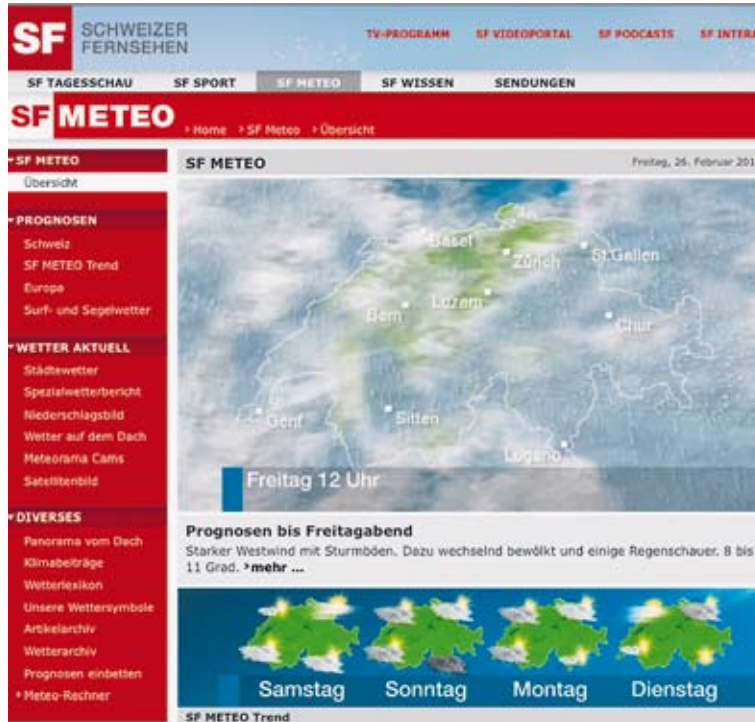 SF SCHWEIZER FERNSEHEN
TV-PROGRAMM SF VIDEOPORTAL SF PODCASTS SF INTERA
SF TAGESSCHAU SF SPORT SF METEO SF WISSEN SENDUNGEN
SF METEO
Home SF Meteo Übersicht
SF METEO
Übersicht
PROGNOSEN
Schweiz
SF METEO Trend
Europa
Surf- und Segelwetter
WETTER AKTUELL
Städtewetter
Spezialwetterbericht
Niederschlagsbild
Wetter auf dem Dach
Meteorama Cams
Satellitenbild
DIVERSES
Panorama vom Dach
Klimabeiträge
Wetterlexikon
Unsere Wettersymbole
Artikelarchiv
Wetterarchiv
Prognosen einbetten
Meteo-Rechner
SF METEO Freitag, 26. Februar 201
Basel
Zürich
St.Gallen
Luzern
Bern
Chur
Genf
Sitten
Lugano
Freitag 12 Uhr
Prognosen bis Freitagabend
Starker Westwind mit Sturmböen. Dazu wechselnd bewölkt und einige Regenschauer. 8 bis
11 Grad. mehr ...
Samstag Sonntag Montag Dienstag
SF METEO Trend